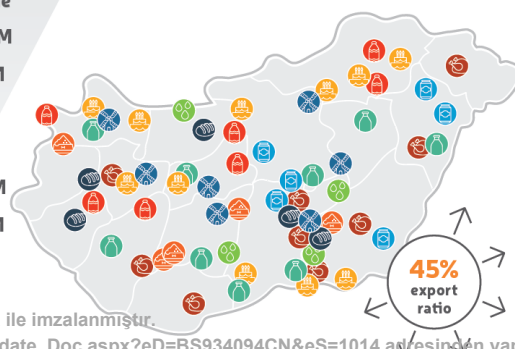 M
M
M
M
45%
export
ratio
ile imzalanmıştır.
date Doc.aspx?eD=BS934094CN&eS=1014 adresinden